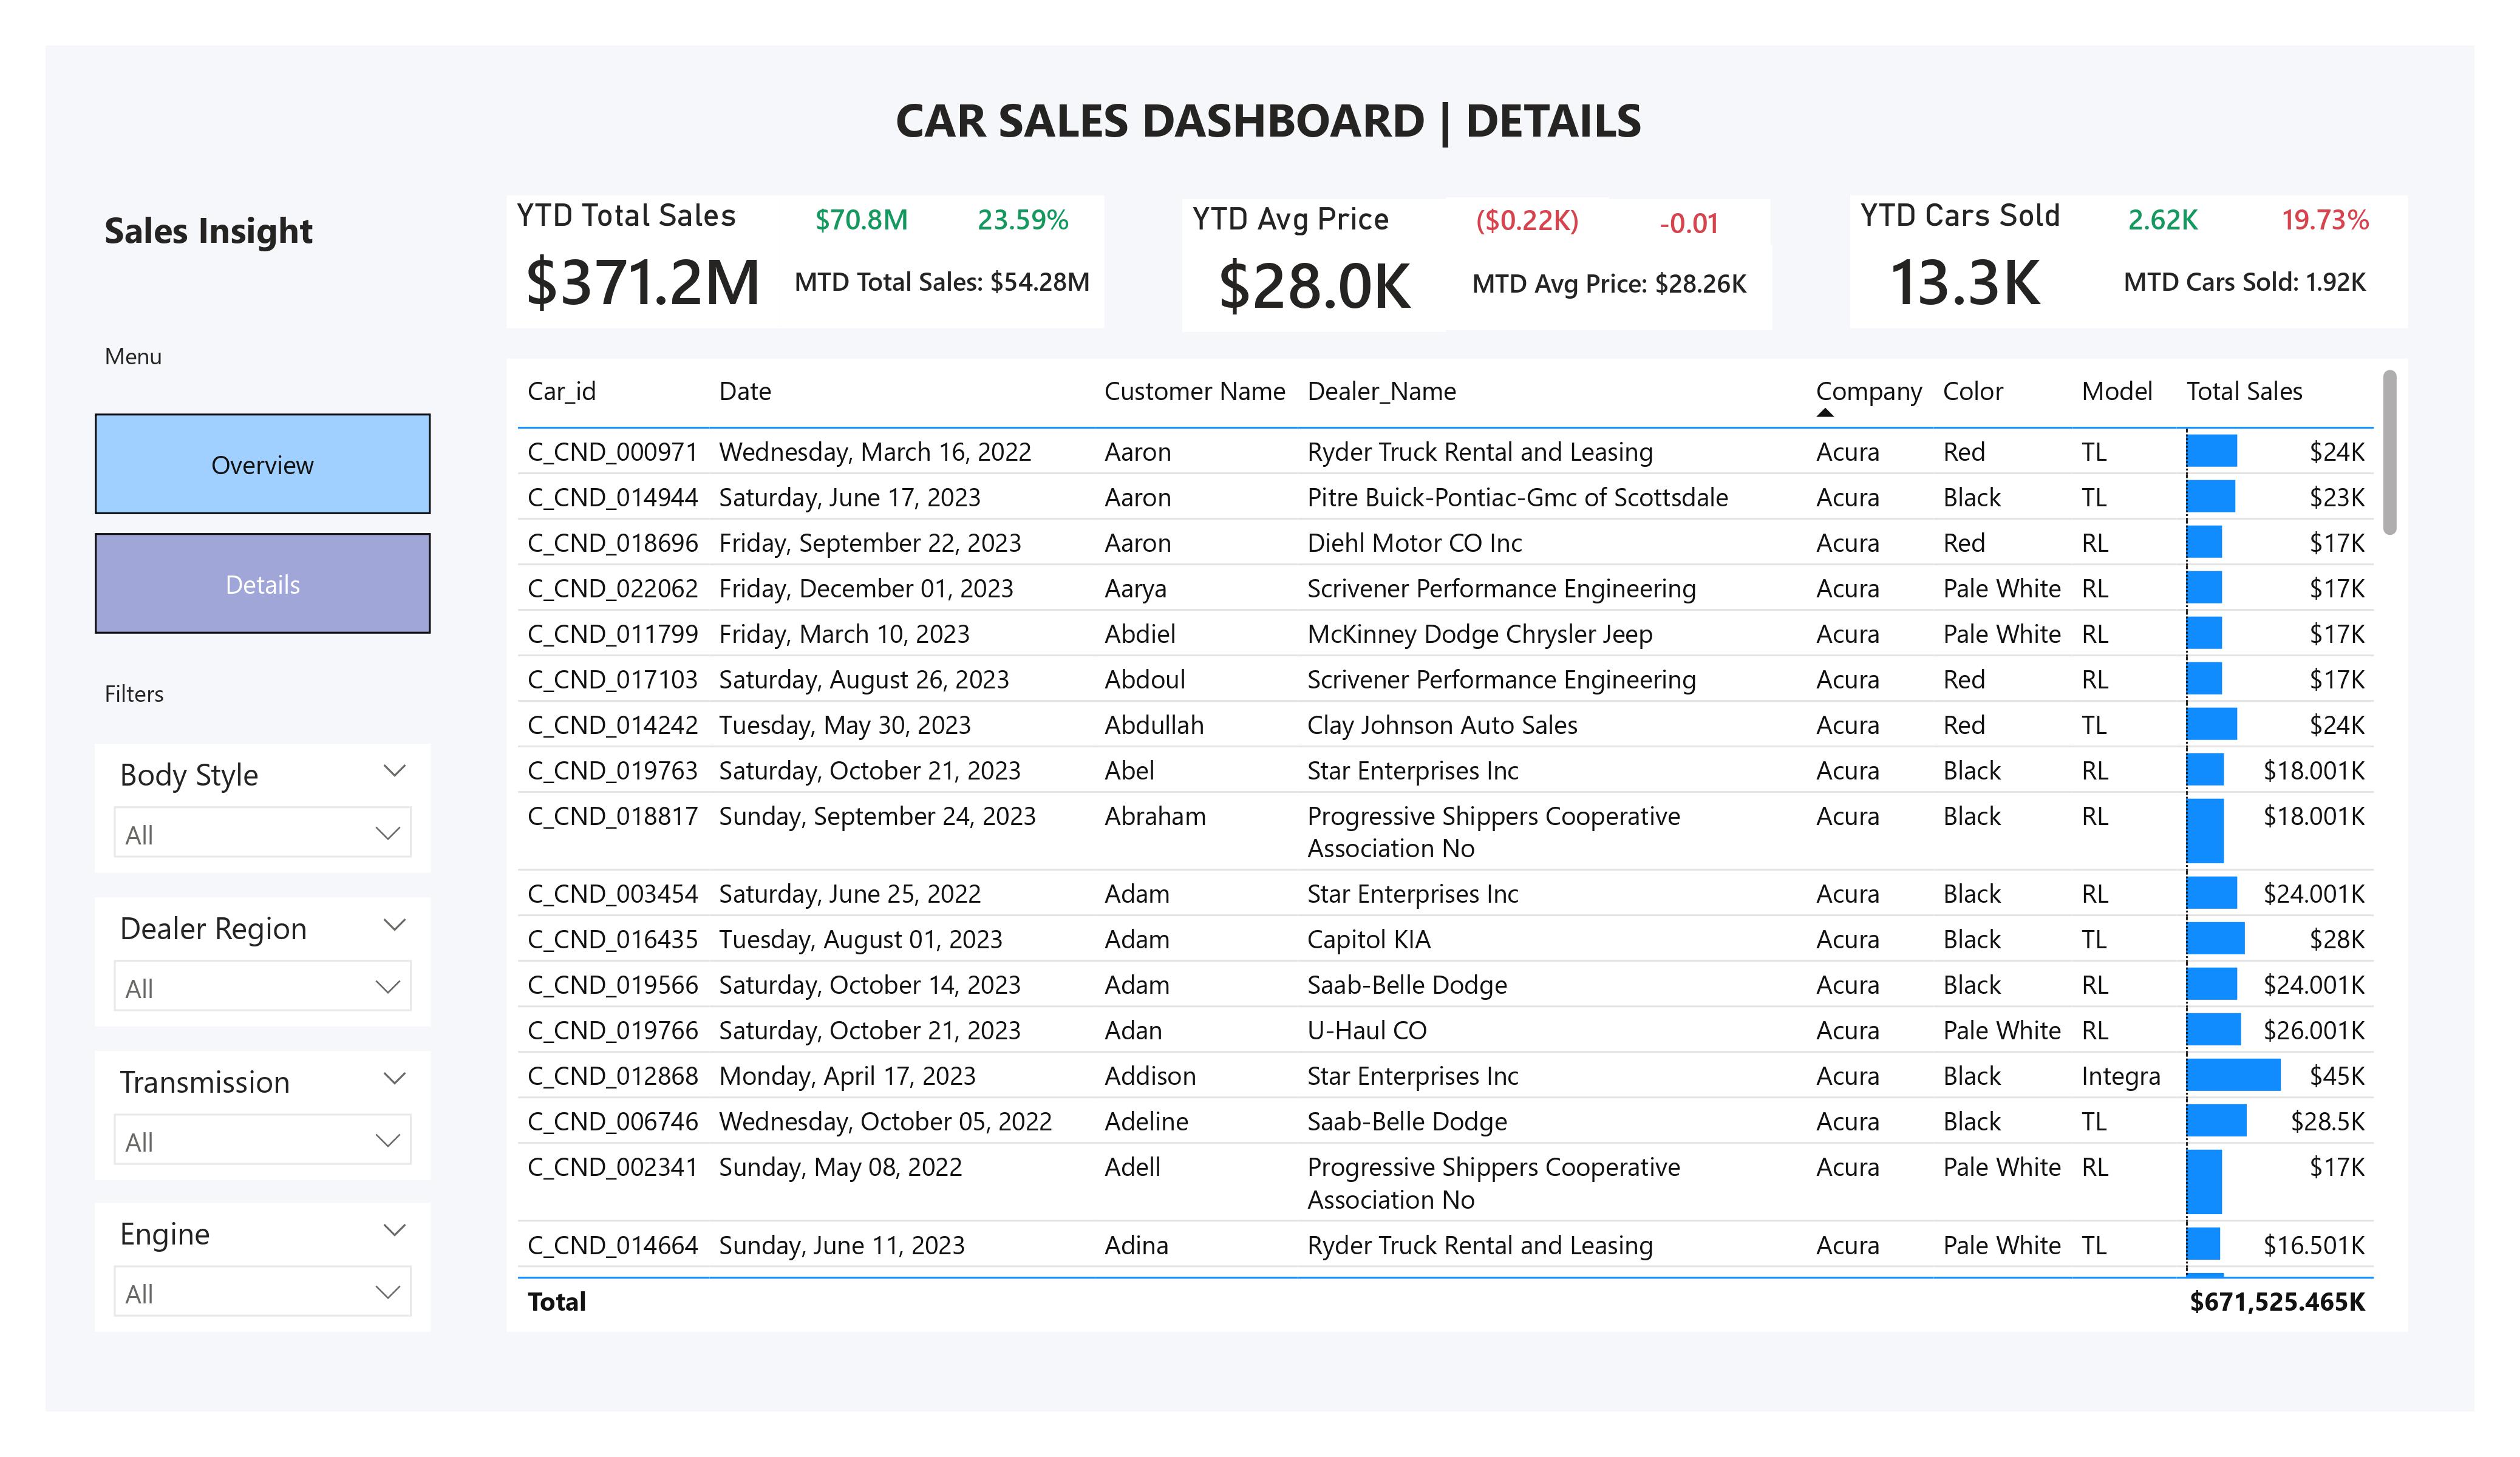 CAR SALES DASHBOARD | DETAILS
Sales Insight
YTD Total Sales $70.8M 23.59%
$371.2M MTD Total Sales: $54.28M
YTD Avg Price ($0.22K) -0.01
$28.0K MTD Avg Price: $28.26K
YTD Cars Sold 2.62K 19.73%
13.3K MTD Cars Sold: 1.92K
Menu
Overview
Details
Filters
Body Style
All
Dealer Region
All
Transmission
All
Engine
All
Car_id Date Customer Name Dealer_Name Company Color Model Total Sales
C_CND_000971 Wednesday, March 16, 2022 Aaron Ryder Truck Rental and Leasing Acura Red TL $24K
C_CND_014944 Saturday, June 17, 2023 Aaron Pitre Buick-Pontiac-Gmc of Scottsdale Acura Black TL $23K
C_CND_018696 Friday, September 22, 2023 Aaron Diehl Motor CO Inc Acura Red RL $17K
C_CND_022062 Friday, December 01, 2023 Aarya Scrivener Performance Engineering Acura Pale White RL $17K
C_CND_011799 Friday, March 10, 2023 Abdiel McKinney Dodge Chrysler Jeep Acura Pale White RL $17K
C_CND_017103 Saturday, August 26, 2023 Abdoul Scrivener Performance Engineering Acura Red RL $17K
C_CND_014242 Tuesday, May 30, 2023 Abdullah Clay Johnson Auto Sales Acura Red TL $24K
C_CND_019763 Saturday, October 21, 2023 Abel Star Enterprises Inc Acura Black RL $18.001K
C_CND_018817 Sunday, September 24, 2023 Abraham Progressive Shippers Cooperative Acura Black RL $18.001K
Association No
C_CND_003454 Saturday, June 25, 2022 Adam Star Enterprises Inc Acura Black RL $24.001K
C_CND_016435 Tuesday, August 01, 2023 Adam Capitol KIA Acura Black TL $28K
C_CND_019566 Saturday, October 14, 2023 Adam Saab-Belle Dodge Acura Black RL $24.001K
C_CND_019766 Saturday, October 21, 2023 Adan U-Haul CO Acura Pale White RL $26.001K
C_CND_012868 Monday, April 17, 2023 Addison Star Enterprises Inc Acura Black Integra $45K
C_CND_006746 Wednesday, October 05, 2022 Adeline Saab-Belle Dodge Acura Black TL $28.5K
C_CND_002341 Sunday, May 08, 2022 Adell Progressive Shippers Cooperative Acura Pale White RL $17K
Association No
C_CND_014664 Sunday, June 11, 2023 Adina Ryder Truck Rental and Leasing Acura Pale White TL $16.501K
Total $671,525.465K